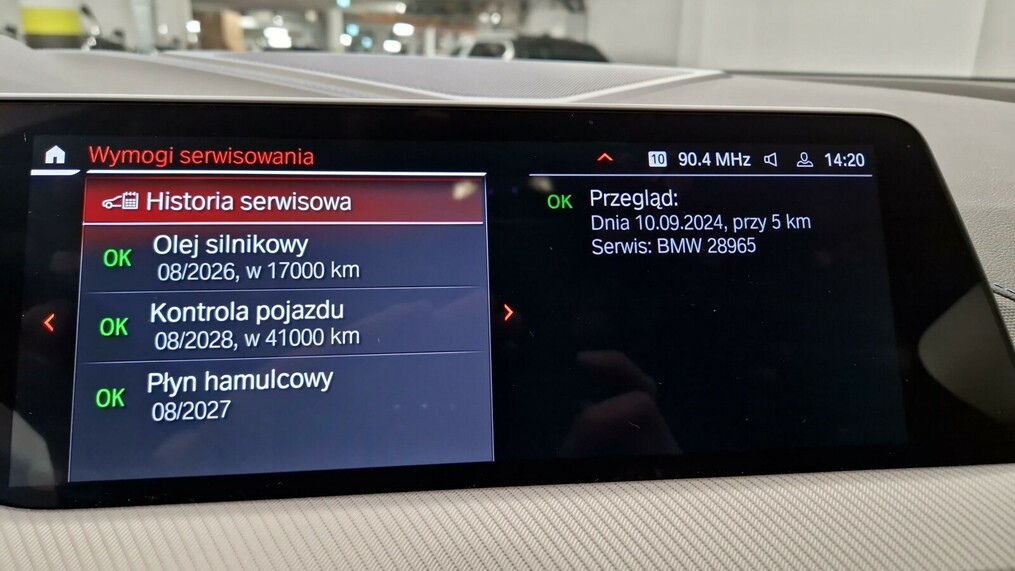 Wymogi serwisowania
10 90.4 MHz 14:20
Historia serwisowa
OK Olej silnikowy
08/2026, w 17000 km
OK Kontrola pojazdu
08/2028, w 41000 km
OK Płyn hamulcowy
08/2027
OK Przegląd:
Dnia 10.09.2024, przy 5 km
Serwis: BMW 28965